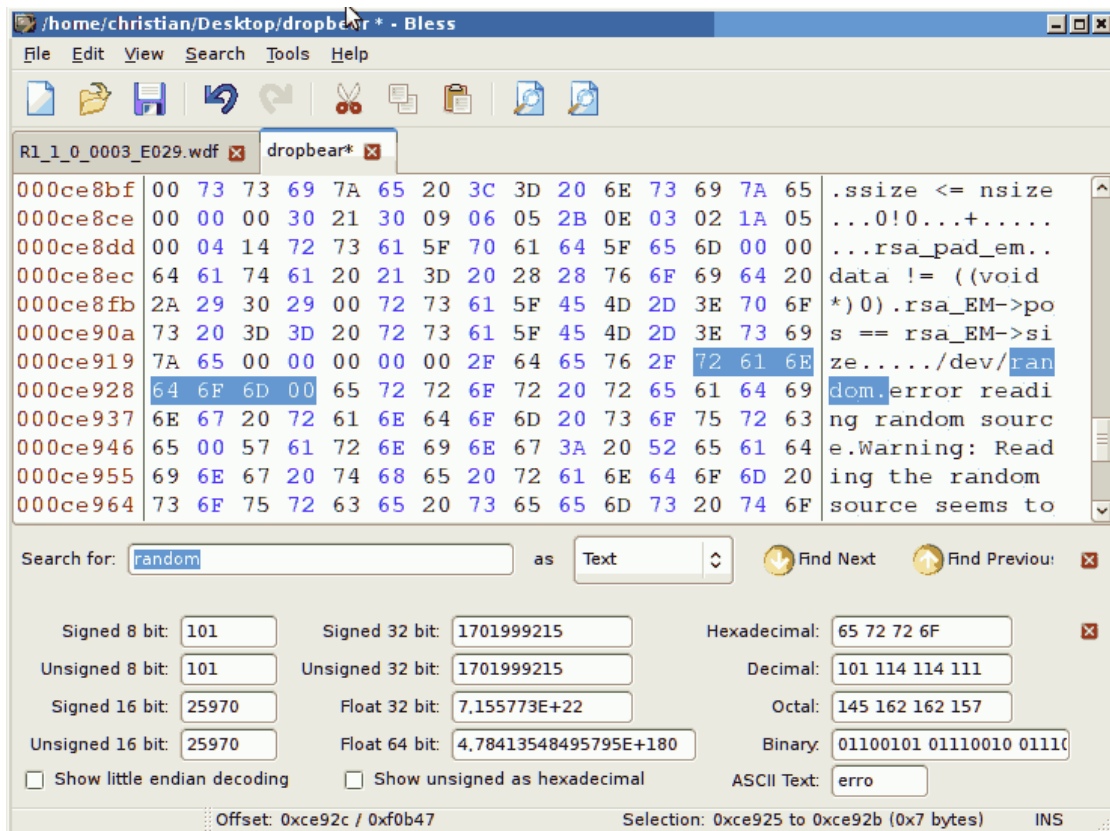 /home/christian/Desktop/dropbear * - Bless
File Edit View Search Tools Help
R1_1_0_0003_E029.wdf dropbear*
000ce8bf 00 73 73 69 7A 65 20 3C 3D 20 6E 73 69 7A 65 .ssize <= nsize
000ce8ce 00 00 00 30 21 30 09 06 05 2B 0E 03 02 1A 05 ...0!0...+.....
000ce8dd 00 04 14 72 73 61 5F 70 61 64 5F 65 6D 00 00 ...rsa_pad_em..
000ce8ec 64 61 74 61 20 21 3D 20 28 28 76 6F 69 64 20 data != ((void
000ce8fb 2A 29 30 29 00 72 73 61 5F 45 4D 2D 3E 70 6F *)0).rsa_EM->po
000ce90a 73 20 3D 3D 20 72 73 61 5F 45 4D 2D 3E 73 69 s == rsa_EM->si
000ce919 7A 65 00 00 00 00 00 2F 64 65 76 2F 72 61 6E ze...../dev/ran
000ce928 64 6F 6D 00 65 72 72 6F 72 20 72 65 61 64 69 dom.error readi
000ce937 6E 67 20 72 61 6E 64 6F 6D 20 73 6F 75 72 63 ng random sourc
000ce946 65 00 57 61 72 6E 69 6E 67 3A 20 52 65 61 64 e.Warning: Read
000ce955 69 6E 67 20 74 68 65 20 72 61 6E 64 6F 6D 20 ing the random
000ce964 73 6F 75 72 63 65 20 73 65 65 6D 73 20 74 6F source seems to
Search for: random as Text Find Next Find Previou
Signed 8 bit: 101 Signed 32 bit: 1701999215 Hexadecimal: 65 72 72 6F
Unsigned 8 bit: 101 Unsigned 32 bit: 1701999215 Decimal: 101 114 114 111
Signed 16 bit: 25970 Float 32 bit: 7,155773E+22 Octal: 145 162 162 157
Unsigned 16 bit: 25970 Float 64 bit: 4,78413548495795E+180 Binary: 01100101 01110010 01110
Show little endian decoding Show unsigned as hexadecimal ASCII Text: erro
Offset: 0xce92c / 0xf0b47 Selection: 0xce925 to 0xce92b (0x7 bytes) INS